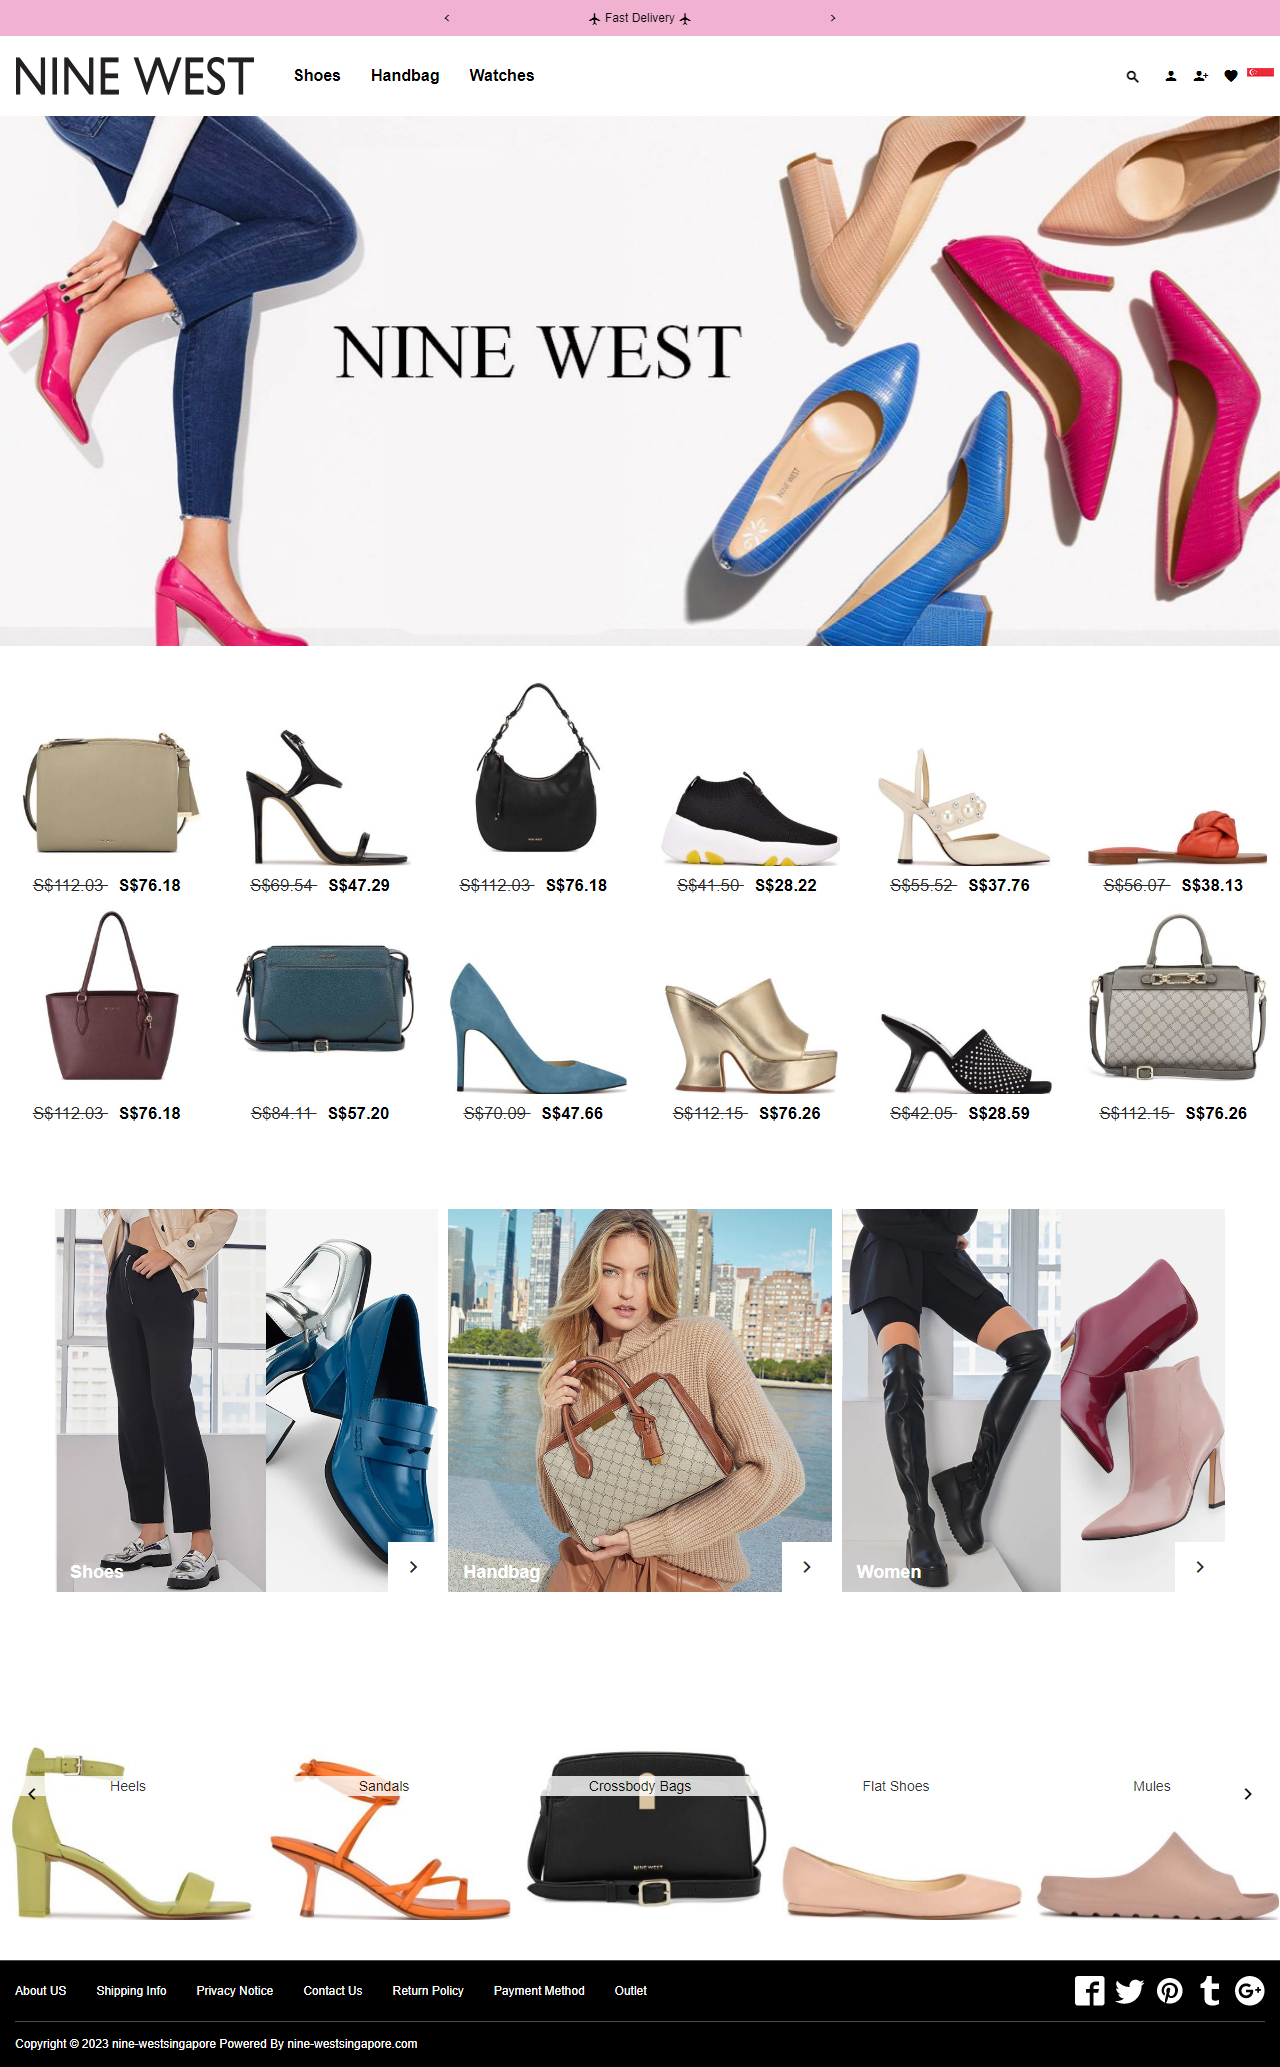 Fast Delivery
NINE WEST
Shoes Handbag Watches
NINE WEST
NINE WEST
S$112.03 S$76.18
S$69.54 S$47.29
S$112.03 S$76.18
S$41.50 S$28.22
S$55.52 S$37.76
S$56.07 S$38.13
S$112.03 S$76.18
S$84.11 S$57.20
S$70.09 S$47.66
S$112.15 S$76.26
S$42.05 S$28.59
S$112.15 S$76.26
Shoes
Handbag
Women
Heels
Sandals
Crossbody Bags
Flat Shoes
Mules
NINE WEST
About US Shipping Info Privacy Notice Contact Us Return Policy Payment Method Outlet
Copyright © 2023 nine-westsingapore Powered By nine-westsingapore.com